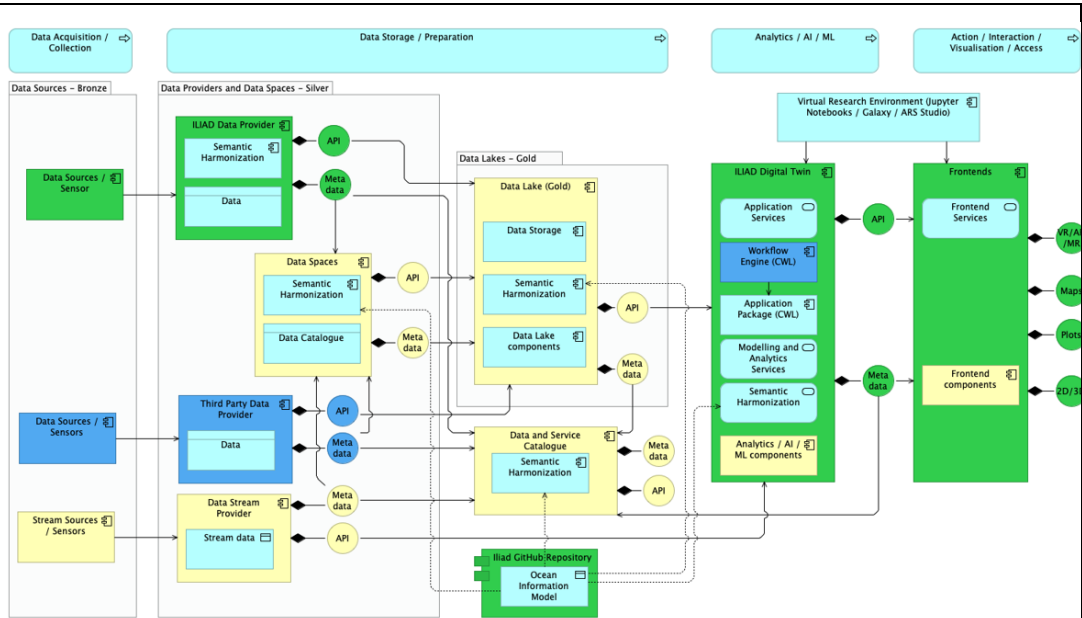 Data Acquisition /
Collection
Data Storage / Preparation
Analytics / AI / ML
Action / Interaction /
Visualisation / Access
Data Sources – Bronze
Data Providers and Data Spaces – Silver
Virtual Research Environment (Jupyter
Notebooks / Galaxy / ARS Studio)
ILIAD Data Provider
Semantic
Harmonization
Data
API
Meta
data
Data Sources /
Sensor
Data Lakes – Gold
Data Lake (Gold)
Data Storage
Semantic
Harmonization
Data Lake
components
API
Meta
data
Data Spaces
Semantic
Harmonization
Data Catalogue
API
Meta
data
ILIAD Digital Twin
Application
Services
Workflow
Engine (CWL)
Application
Package (CWL)
Modelling and
Analytics
Services
Semantic
Harmonization
Analytics / AI /
ML components
API
Meta
data
Frontends
Frontend
Services
Frontend
components
VR/A
/MR
Maps
Plots
2D/3
Data Sources /
Sensors
Third Party Data
Provider
Data
API
Meta
data
Data and Service
Catalogue
Semantic
Harmonization
Meta
data
API
Stream Sources
/ Sensors
Data Stream
Provider
Stream data
Meta
data
API
Iliad GitHub Repository
Ocean
Information
Model